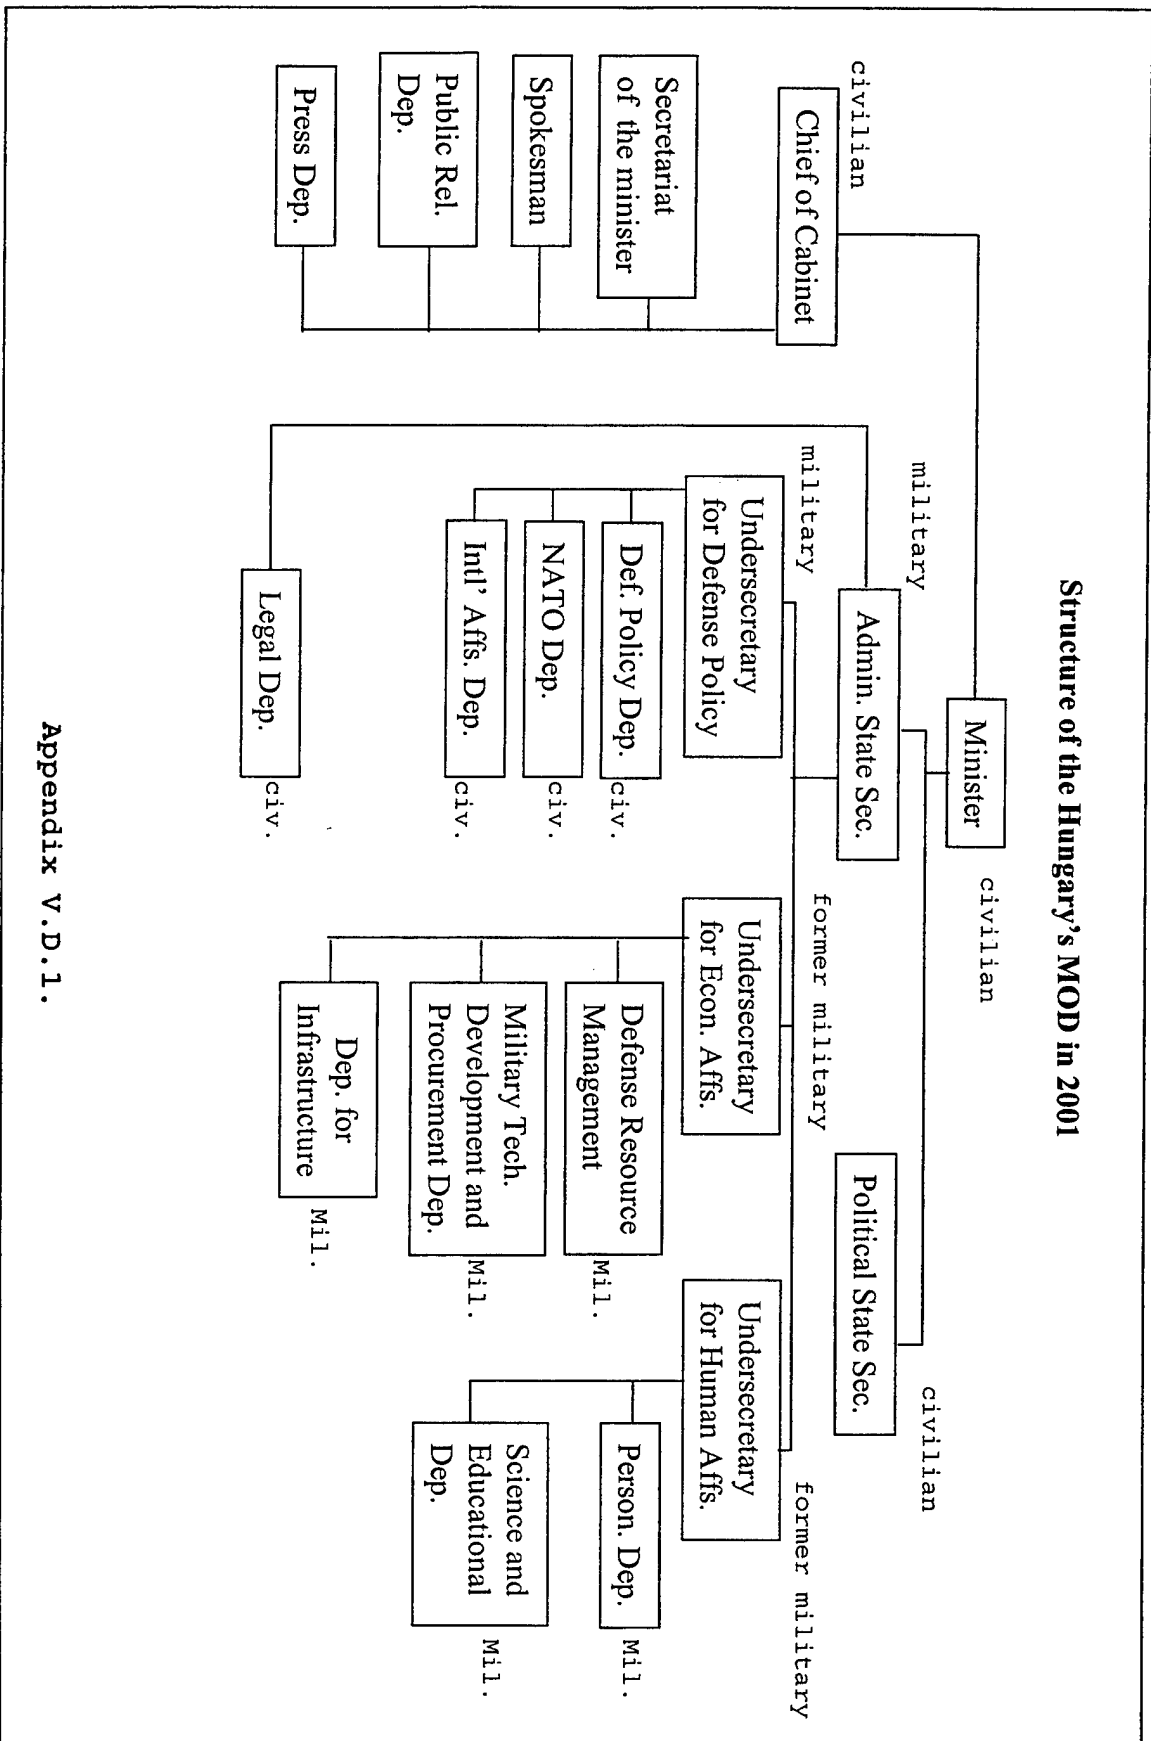 Structure of the Hungary's MOD in 2001
Minister
civilian
civilian
Chief of Cabinet
Secretariat
of the minister
Spokesman
Public Rel.
Dep.
Press Dep.
military
Admin. State Sec.
Political State Sec.
civilian
military
Undersecretary
for Defense Policy
Def. Policy Dep.
civ.
NATO Dep.
civ.
Intl' Affs. Dep.
civ.
Legal Dep.
civ.
former military
Undersecretary
for Econ. Affs.
Defense Resource
Management
Mil.
Military Tech.
Development and
Procurement Dep.
Mil.
Dep. for
Infrastructure
Mil.
former military
Undersecretary
for Human Affs.
Person. Dep.
Mil.
Science and
Educational
Dep.
Mil.
Appendix V.D.1.